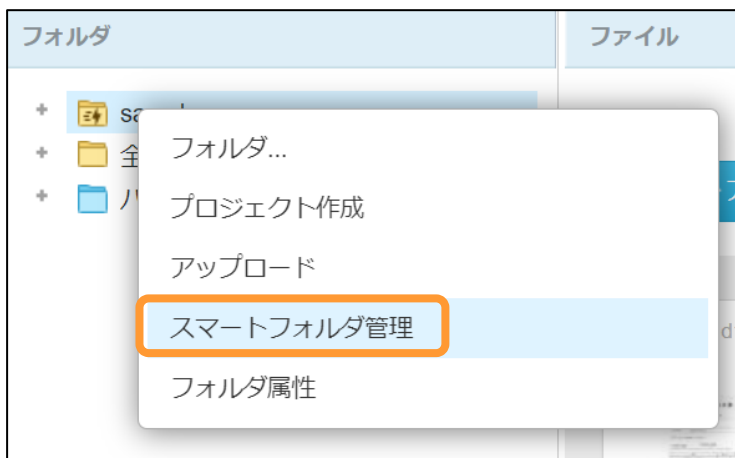 フォルダ
ファイル
全
フォルダ...
プロジェクト作成
アップロード
スマートフォルダ管理
フォルダ属性